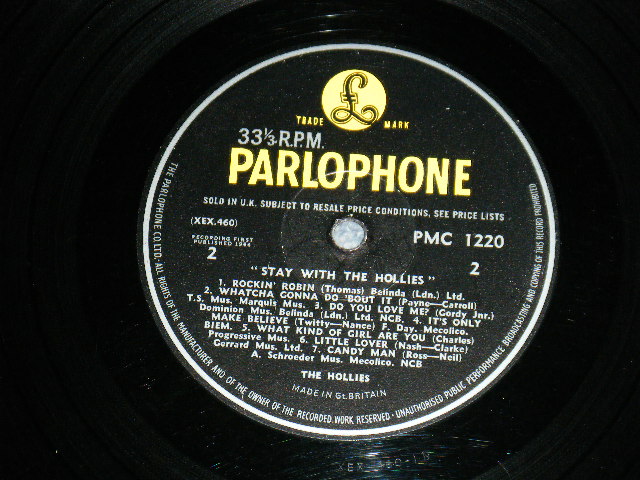 £
TRADE MARK
33⅓ R.P.M.
PARLOPHONE
SOLD IN U.K. SUBJECT TO RESALE PRICE CONDITIONS, SEE PRICE LISTS
(XEX.460)
PMC 1220
RECORDING FIRST
PUBLISHED 1964
2
2
"STAY WITH THE HOLLIES"
1. ROCKIN' ROBIN (Thomas) Belinda (Ldn.) Ltd.
2. WHATCHA GONNA DO 'BOUT IT (Payne—Carroll)
T.S. Mus. Marquis Mus. 3. DO YOU LOVE ME? (Gordy Jnr.)
Dominion Mus. Belinda (Ldn.) Ltd. NCB. 4. IT'S ONLY
MAKE BELIEVE (Twitty—Nance) F. Day. Mecolico.
BIEM. 5. WHAT KIND OF GIRL ARE YOU (Charles)
Progressive Mus. 6. LITTLE LOVER (Nash—Clarke)
Gerrard Mus. Ltd. 7. CANDY MAN (Ross—Neil)
A. Schroeder Mus. Mecolico. NCB
THE HOLLIES
MADE IN GT. BRITAIN
THE PARLOPHONE CO. LTD. ALL RIGHTS OF THE MANUFACTURER AND OF THE OWNER OF THE RECORDED WORK RESERVED · UNAUTHORISED PUBLIC PERFORMANCE BROADCASTING AND COPYING OF THIS RECORD PROHIBITED